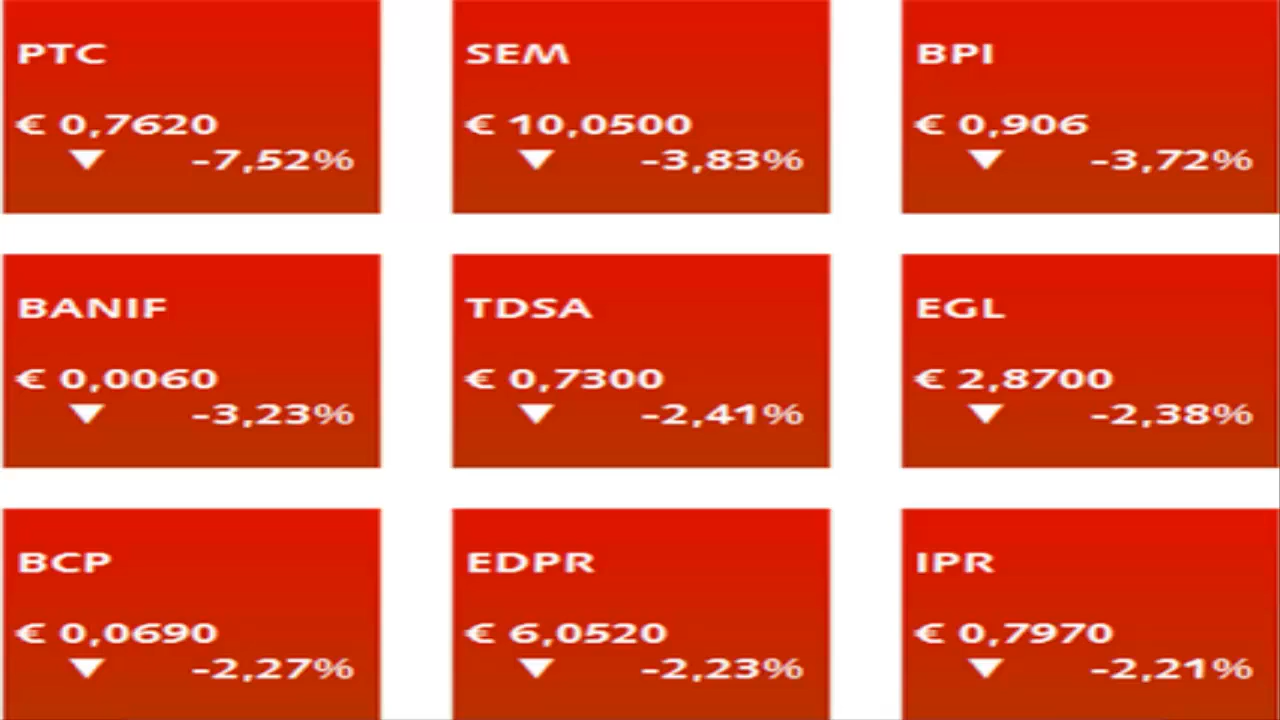 PTC
€ 0,7620
▼ -7,52%
SEM
€ 10,0500
▼ -3,83%
BPI
€ 0,906
▼ -3,72%
BANIF
€ 0,0060
▼ -3,23%
TDSA
€ 0,7300
▼ -2,41%
EGL
€ 2,8700
▼ -2,38%
BCP
€ 0,0690
▼ -2,27%
EDPR
€ 6,0520
▼ -2,23%
IPR
€ 0,7970
▼ -2,21%